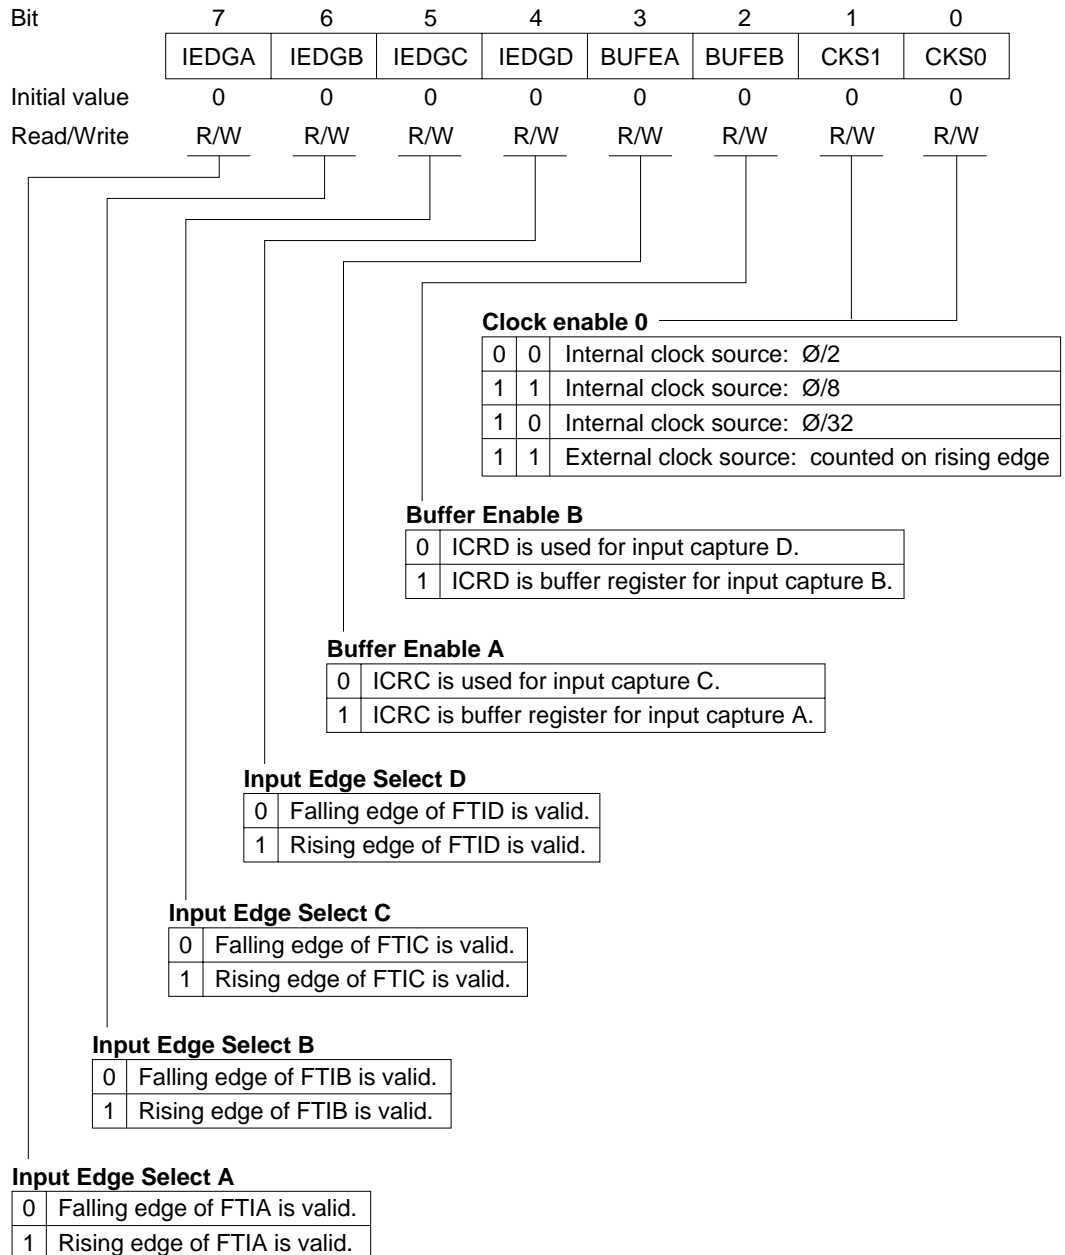 Bit 7 6 5 4 3 2 1 0
IEDGA IEDGB IEDGC IEDGD BUFEA BUFEB CKS1 CKS0
Initial value 0 0 0 0 0 0 0 0
Read/Write R/W R/W R/W R/W R/W R/W R/W R/W
Clock enable 0
0 0 Internal clock source: Ø/2
1 1 Internal clock source: Ø/8
1 0 Internal clock source: Ø/32
1 1 External clock source: counted on rising edge
Buffer Enable B
0 ICRD is used for input capture D.
1 ICRD is buffer register for input capture B.
Buffer Enable A
0 ICRC is used for input capture C.
1 ICRC is buffer register for input capture A.
Input Edge Select D
0 Falling edge of FTID is valid.
1 Rising edge of FTID is valid.
Input Edge Select C
0 Falling edge of FTIC is valid.
1 Rising edge of FTIC is valid.
Input Edge Select B
0 Falling edge of FTIB is valid.
1 Rising edge of FTIB is valid.
Input Edge Select A
0 Falling edge of FTIA is valid.
1 Rising edge of FTIA is valid.